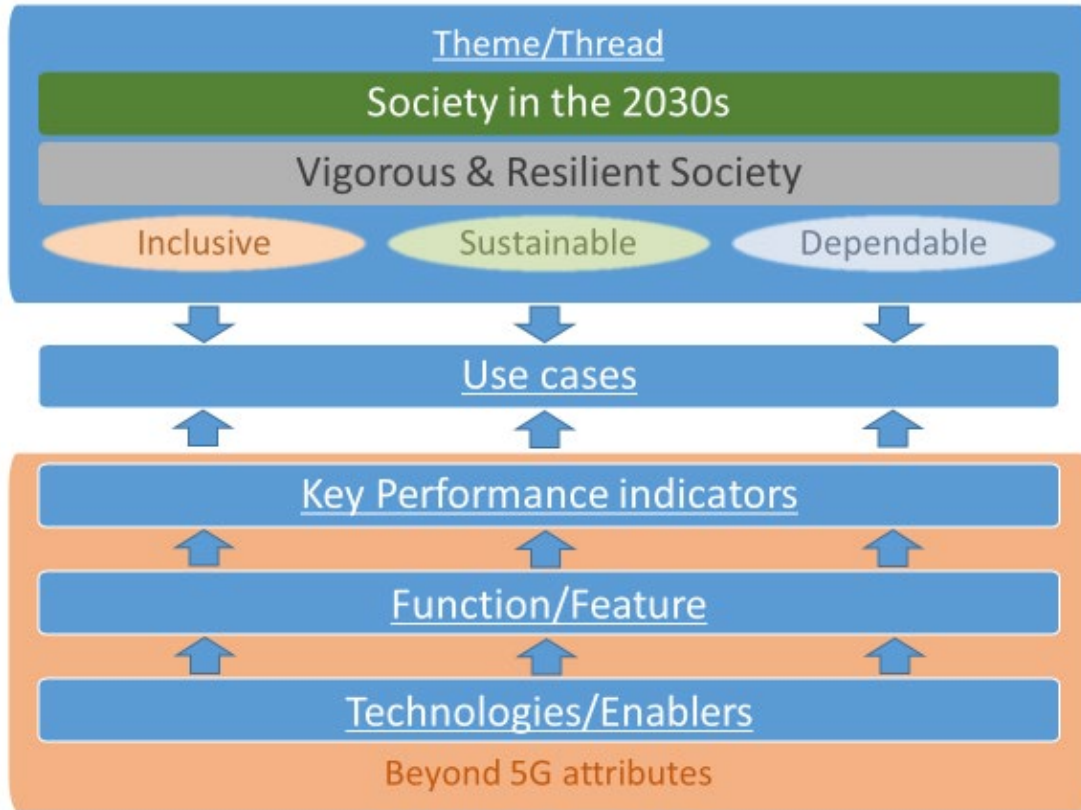 Theme/Thread
Society in the 2030s
Vigorous & Resilient Society
Inclusive
Sustainable
Dependable
Use cases
Key Performance indicators
Function/Feature
Technologies/Enablers
Beyond 5G attributes